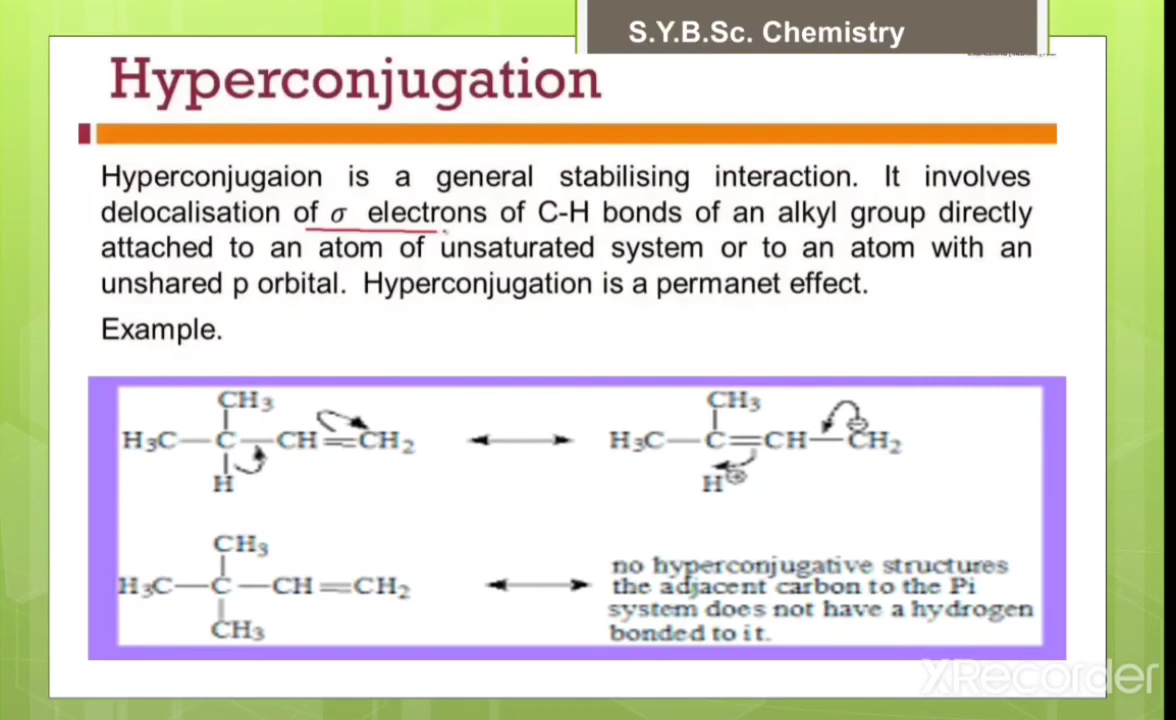 S.Y.B.Sc. Chemistry
Hyperconjugation
Hyperconjugaion is a general stabilising interaction. It involves
delocalisation of σ electrons of C-H bonds of an alkyl group directly
attached to an atom of unsaturated system or to an atom with an
unshared p orbital. Hyperconjugation is a permanet effect.
Example.
CH3 CH3
H3C—C—CH=CH2 H3C—C=CH—CH2
H H⊕ ⊖
CH3
H3C—C—CH=CH2
CH3
no hyperconjugative structures
the adjacent carbon to the Pi
system does not have a hydrogen
bonded to it.
XRecorder